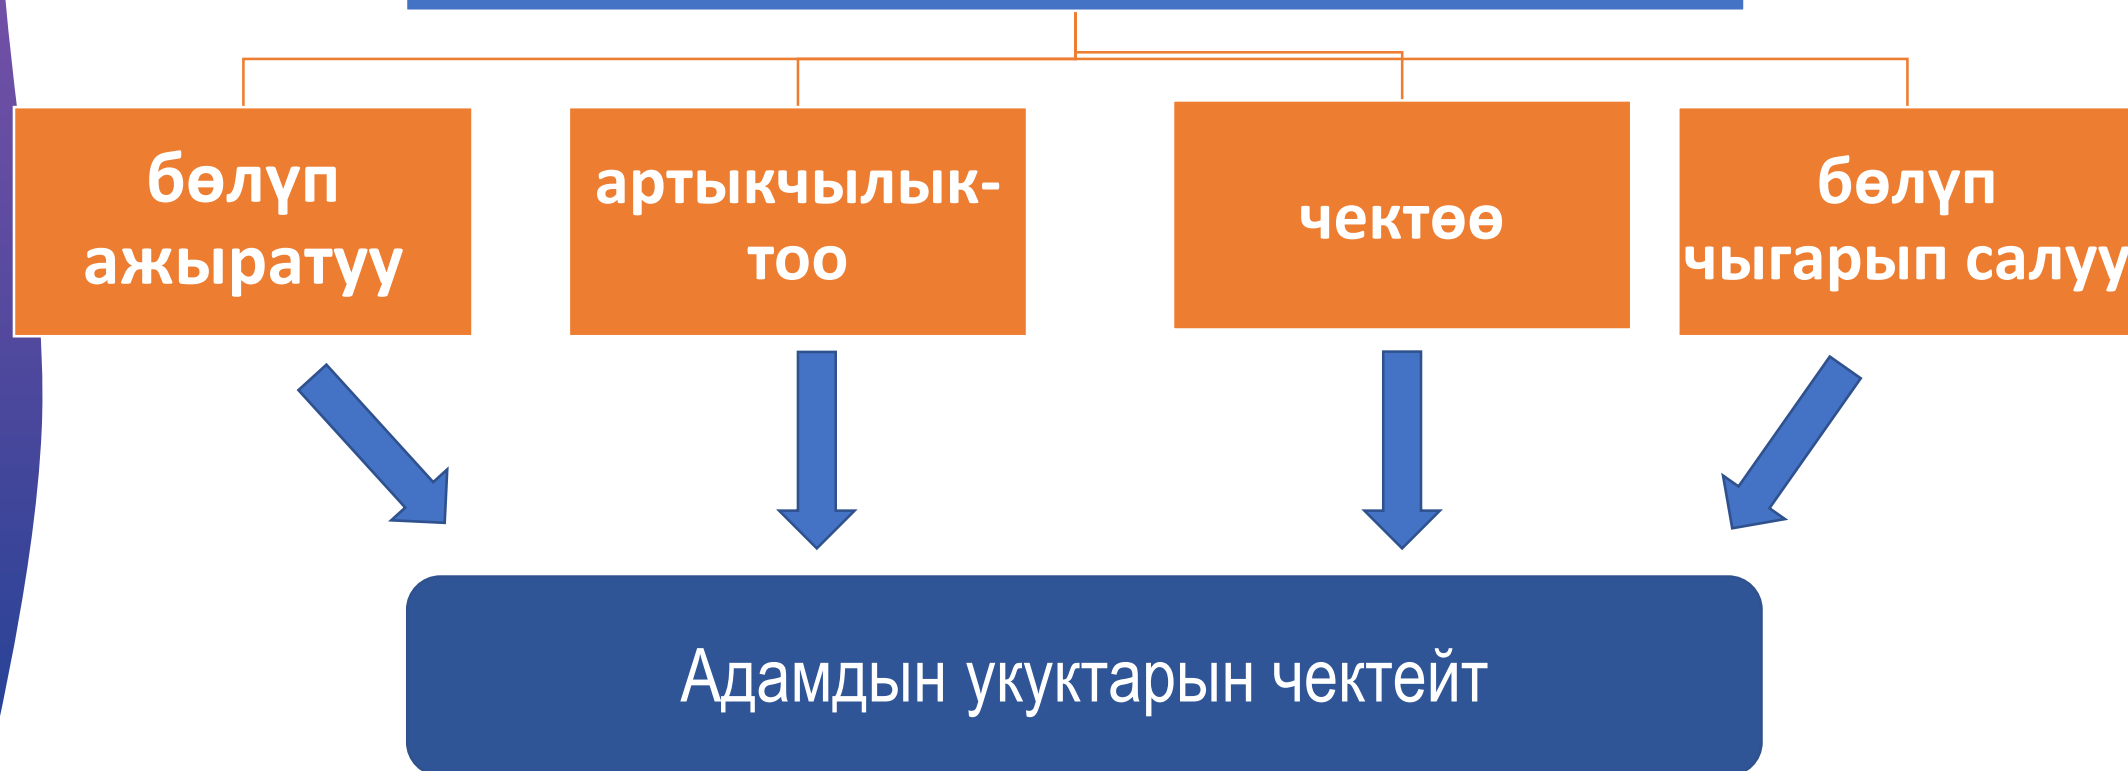 бөлүп
ажыратуу
артыкчылык-
тоо
чектөө
бөлүп
чыгарып салуу
Адамдын укуктарын чектейт